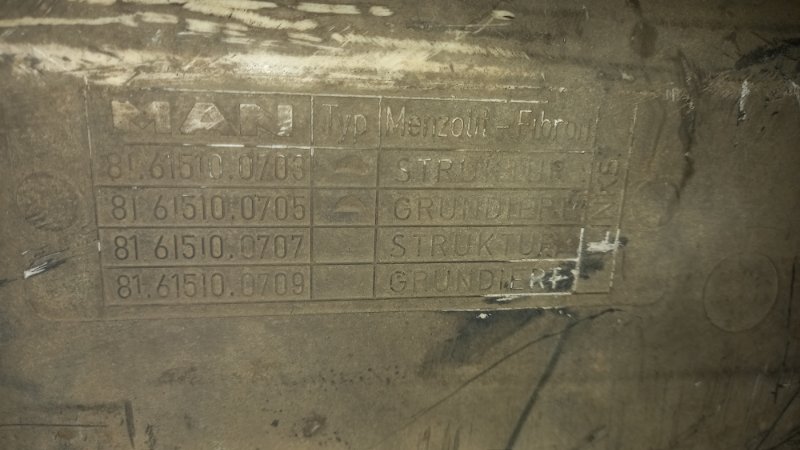 MAN Typ Menzolit-Fibron
81.61510.0703 STRUKTUR
81.61510.0705 GRUNDIERT
81.61510.0707 STRUKTUR
81.61510.0709 GRUNDIERT
LINKS